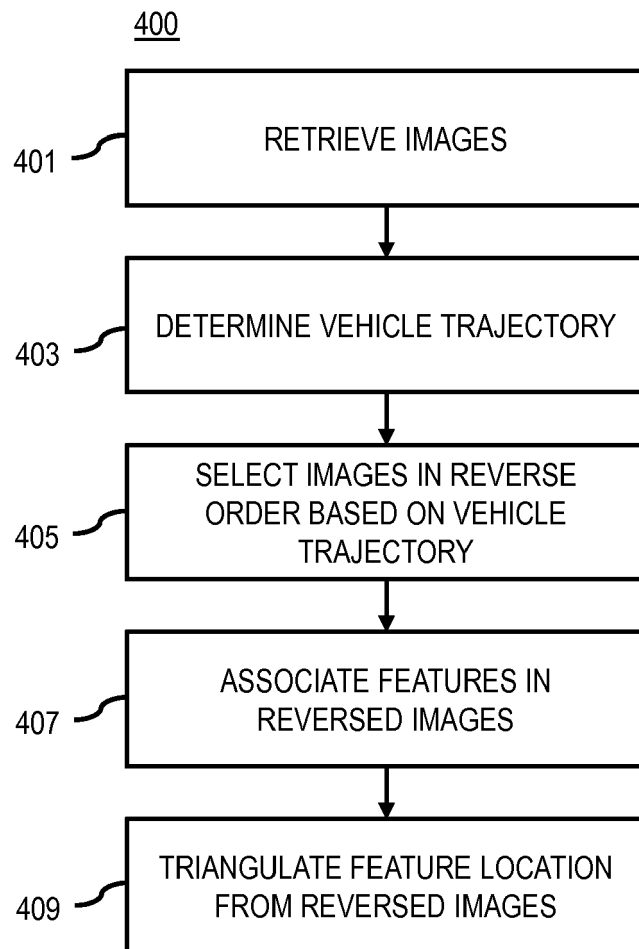 400
401
RETRIEVE IMAGES
403
DETERMINE VEHICLE TRAJECTORY
405
SELECT IMAGES IN REVERSE
ORDER BASED ON VEHICLE
TRAJECTORY
407
ASSOCIATE FEATURES IN
REVERSED IMAGES
409
TRIANGULATE FEATURE LOCATION
FROM REVERSED IMAGES